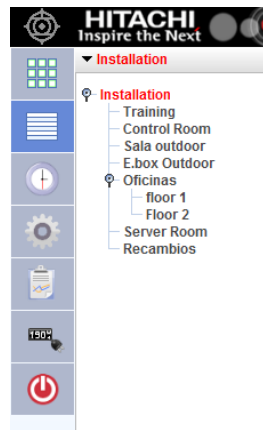 HITACHI
Inspire the Next
Installation
Installation
Training
Control Room
Sala outdoor
E.box Outdoor
Oficinas
floor 1
Floor 2
Server Room
Recambios